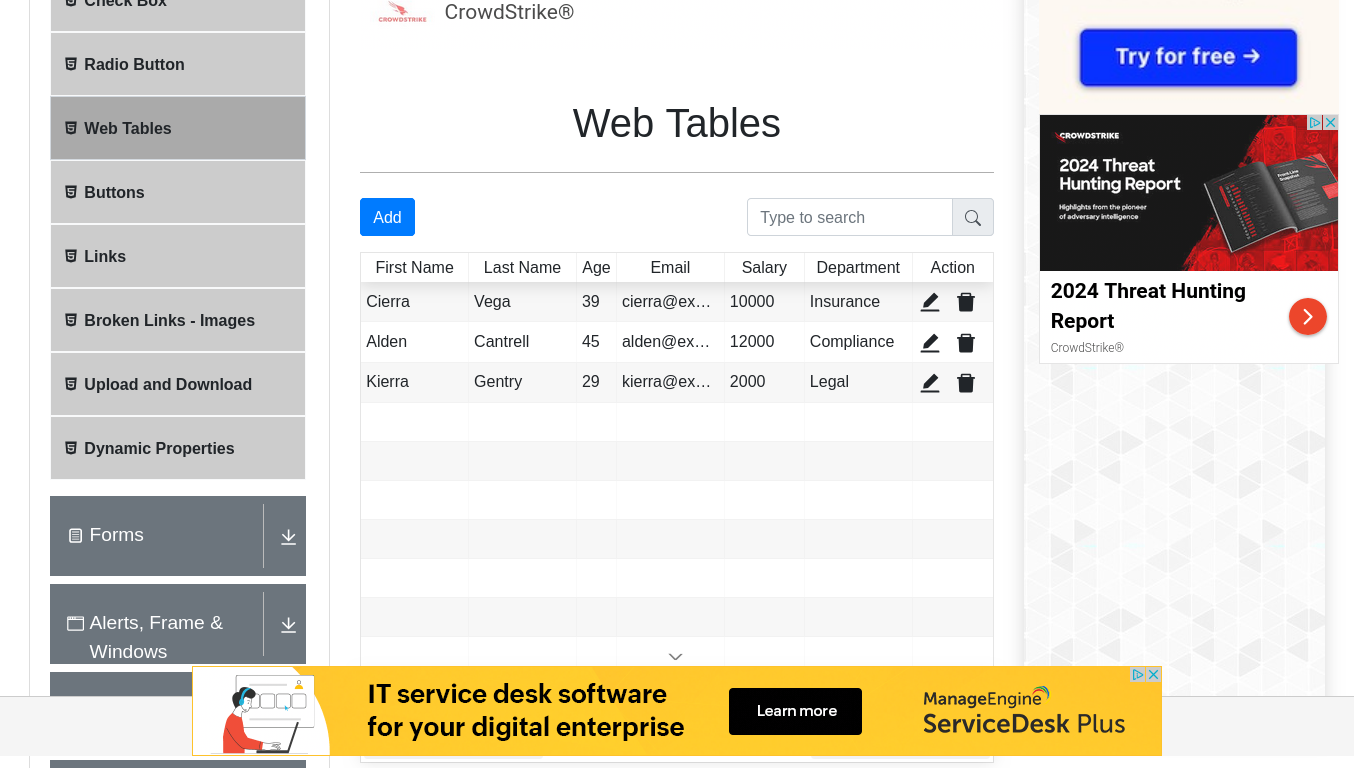 Check Box
Radio Button
Web Tables
Buttons
Links
Broken Links - Images
Upload and Download
Dynamic Properties
Forms
Alerts, Frame &
Windows
CROWDSTRIKE
CrowdStrike®
Web Tables
Add
Type to search
First Name Last Name Age Email Salary Department Action
Cierra Vega 39 cierra@ex… 10000 Insurance
Alden Cantrell 45 alden@ex… 12000 Compliance
Kierra Gentry 29 kierra@ex… 2000 Legal
Try for free →
CROWDSTRIKE
2024 Threat
Hunting Report
Highlights from the pioneer
of adversary intelligence
2024 Threat Hunting
Report
CrowdStrike®
IT service desk software
for your digital enterprise
Learn more
ManageEngine
ServiceDesk Plus